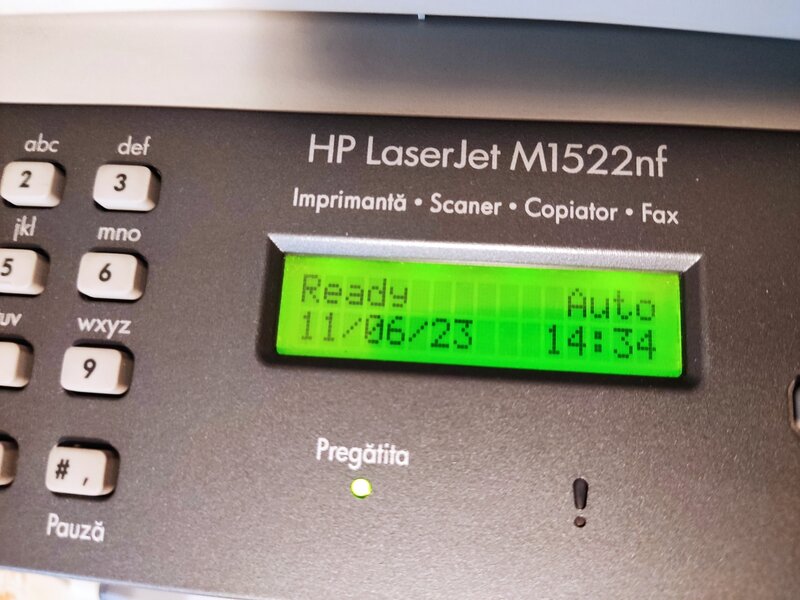 HP LaserJet M1522nf
Imprimantă • Scaner • Copiator • Fax
Ready Auto
11/06/23 14:34
Pregătita
!
abc def
2 3
jkl mno
5 6
uv wxyz
9
# ,
Pauză